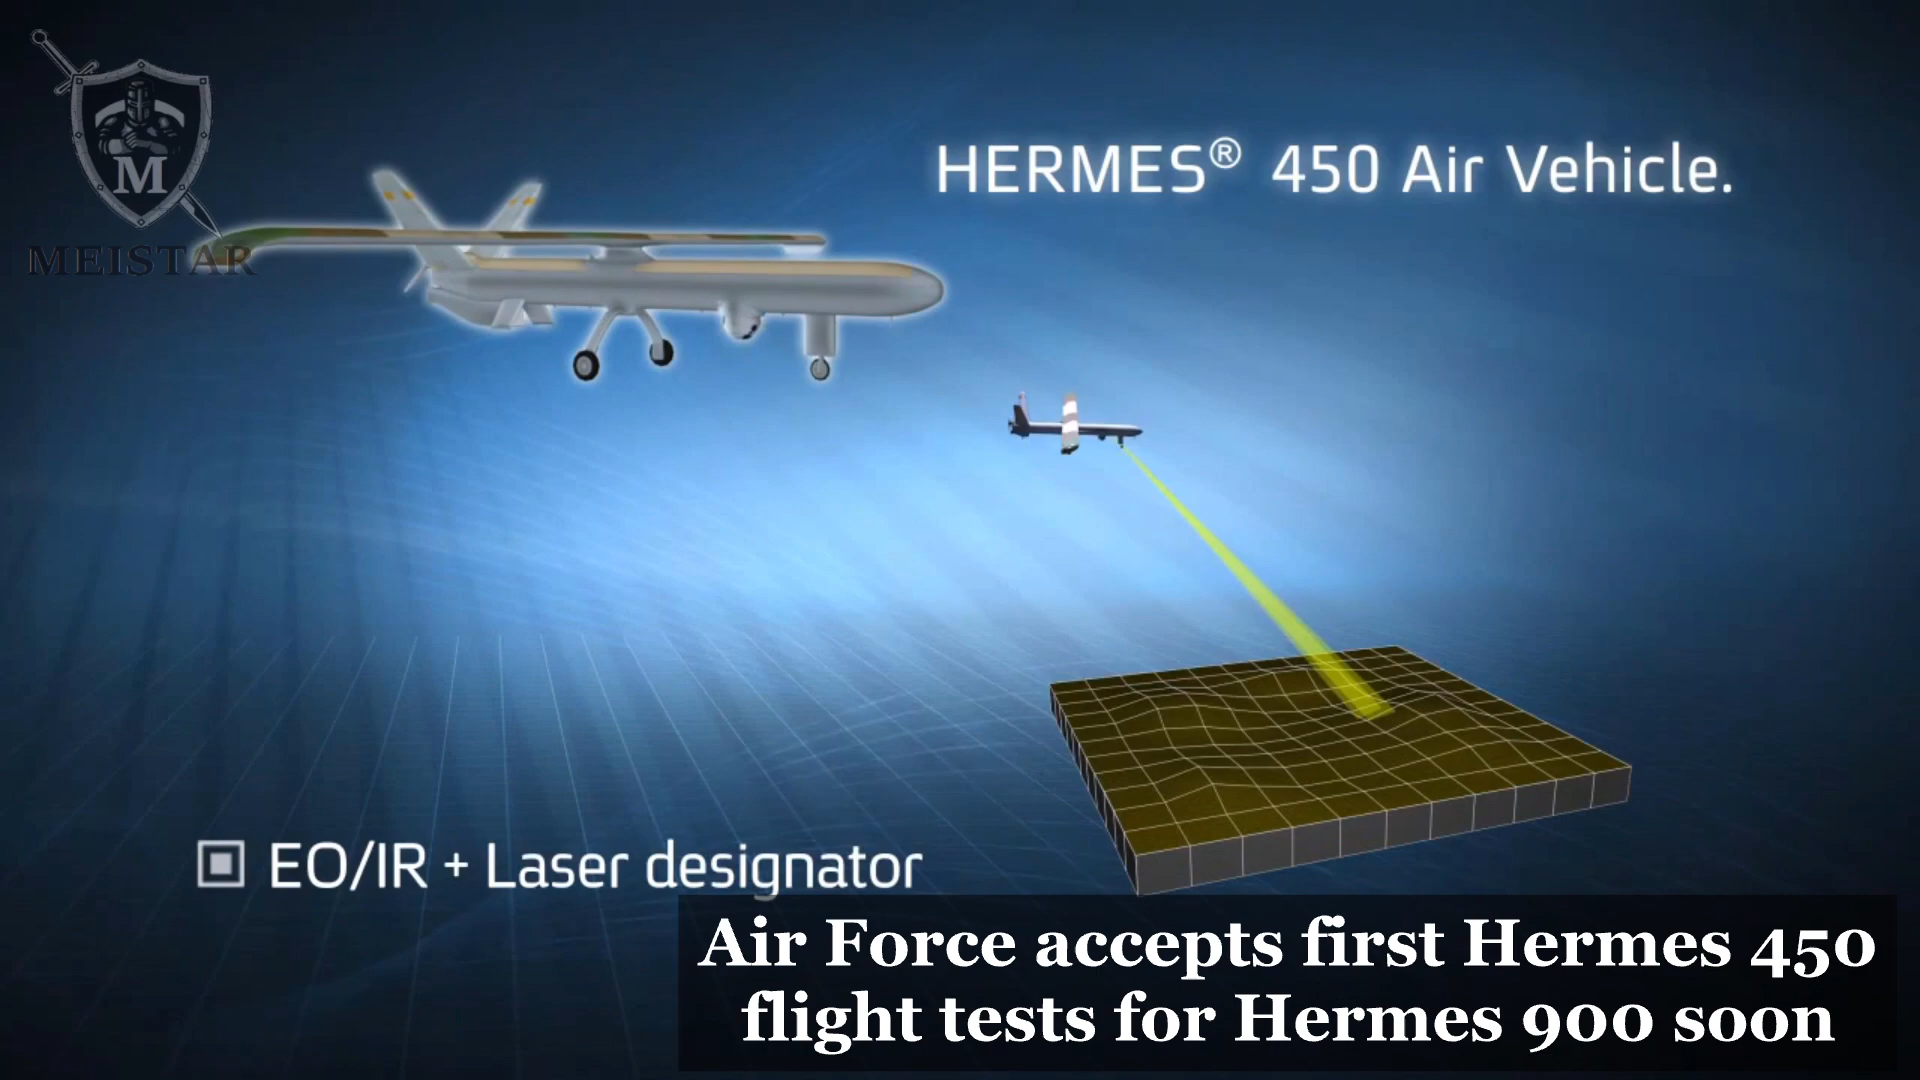 M
MEISTAR
HERMES® 450 Air Vehicle.
EO/IR + Laser designator
Air Force accepts first Hermes 450
flight tests for Hermes 900 soon